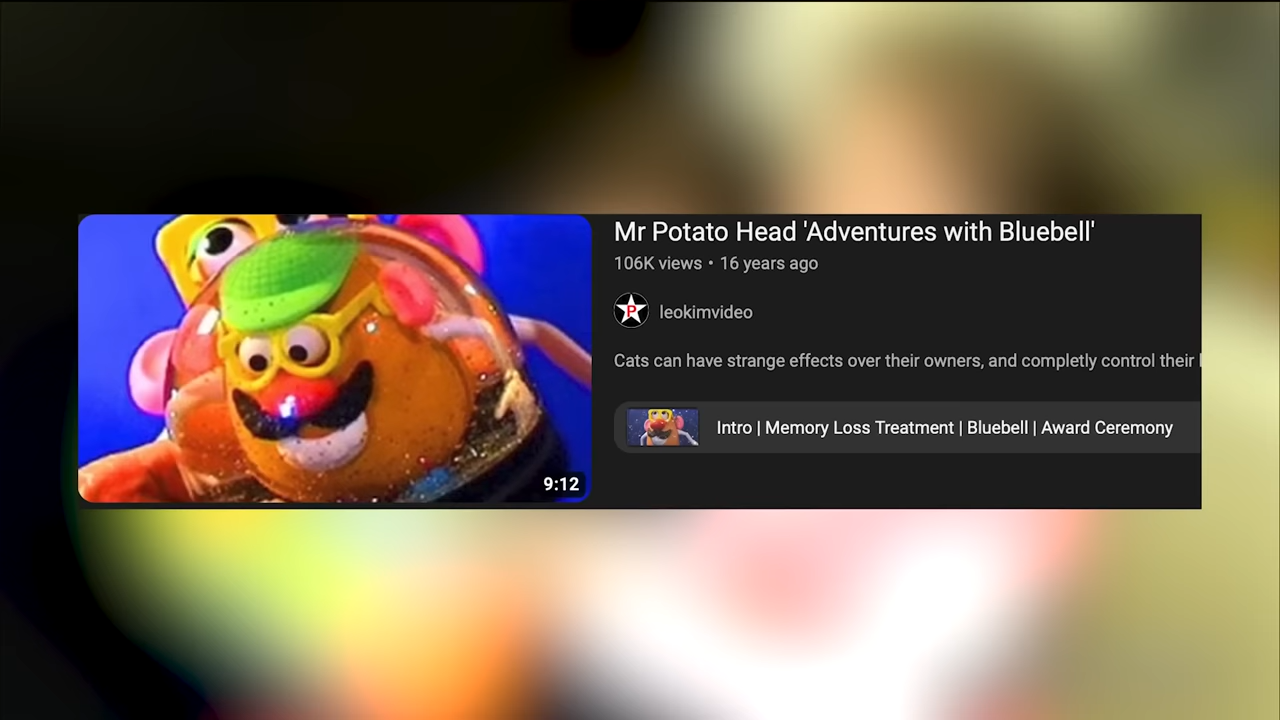 Mr Potato Head 'Adventures with Bluebell'
106K views • 16 years ago
P
leokimvideo
Cats can have strange effects over their owners, and completly control their
Intro | Memory Loss Treatment | Bluebell | Award Ceremony
9:12